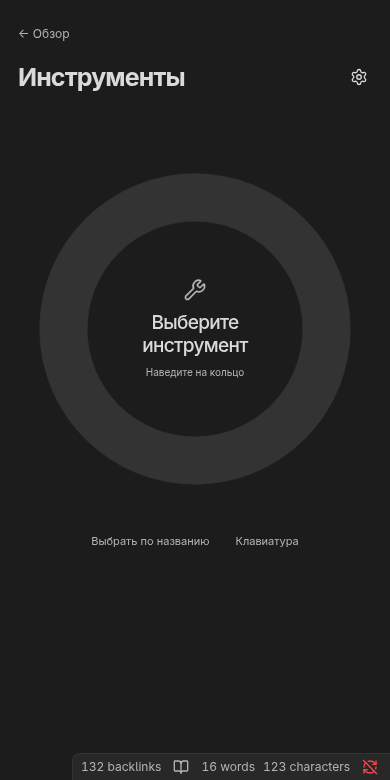 ← Обзор
Инструменты
Выберите
инструмент
Наведите на кольцо
Выбрать по названию Клавиатура
132 backlinks 16 words 123 characters